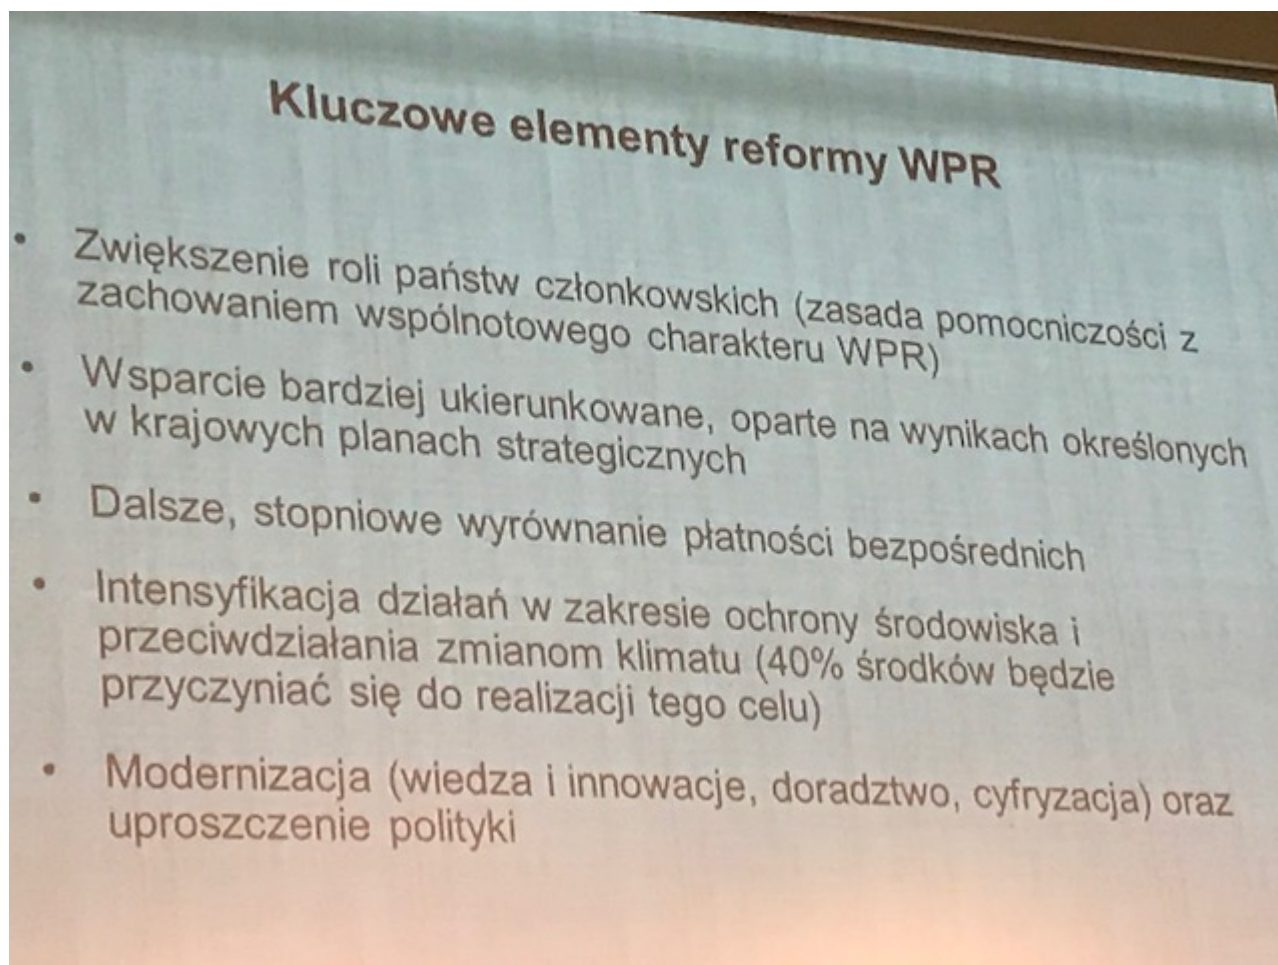 Kluczowe elementy reformy WPR
• Zwiększenie roli państw członkowskich (zasada pomocniczości z
zachowaniem wspólnotowego charakteru WPR)
• Wsparcie bardziej ukierunkowane, oparte na wynikach określonych
w krajowych planach strategicznych
• Dalsze, stopniowe wyrównanie płatności bezpośrednich
• Intensyfikacja działań w zakresie ochrony środowiska i
przeciwdziałania zmianom klimatu (40% środków będzie
przyczyniać się do realizacji tego celu)
• Modernizacja (wiedza i innowacje, doradztwo, cyfryzacja) oraz
uproszczenie polityki